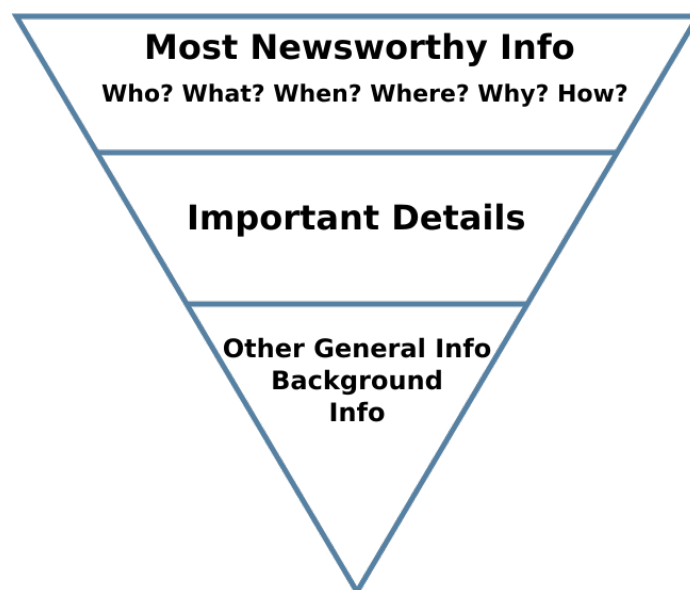 Most Newsworthy Info
Who? What? When? Where? Why? How?
Important Details
Other General Info
Background
Info